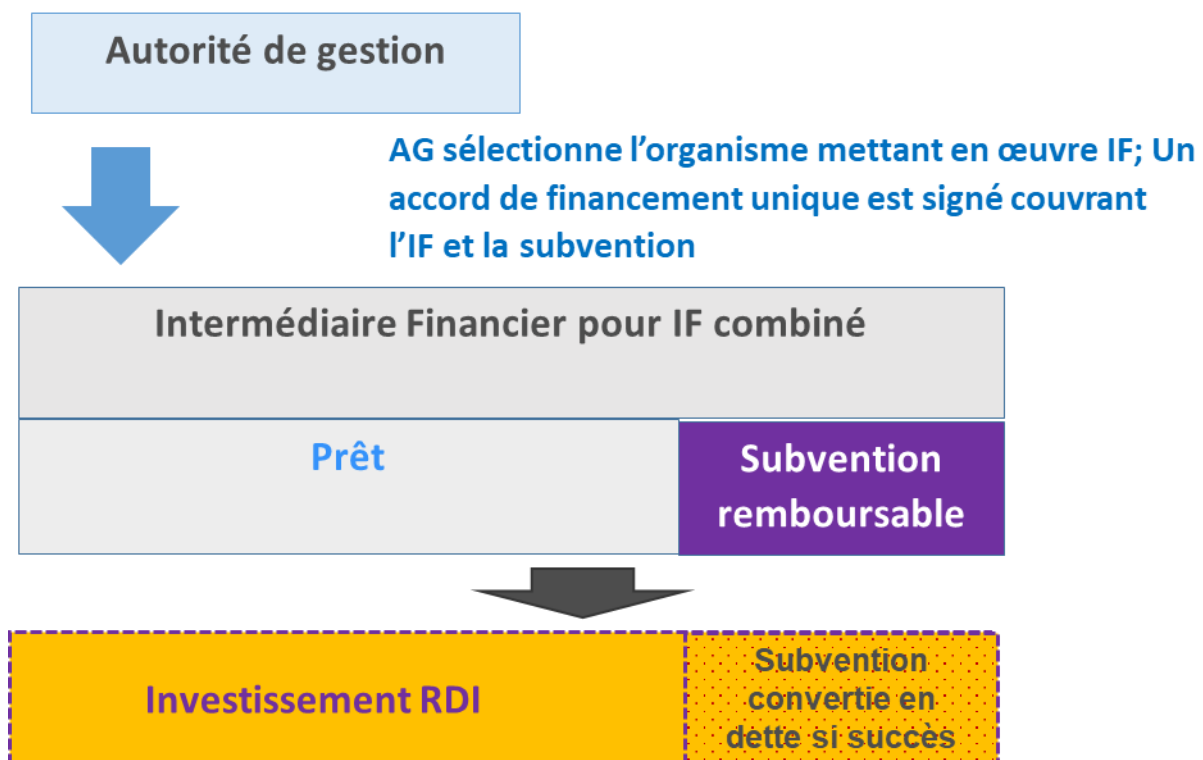 Autorité de gestion
AG sélectionne l'organisme mettant en œuvre IF; Un
accord de financement unique est signé couvrant
l'IF et la subvention
Intermédiaire Financier pour IF combiné
Prêt
Subvention
remboursable
Investissement RDI
Subvention
convertie en
dette si succès